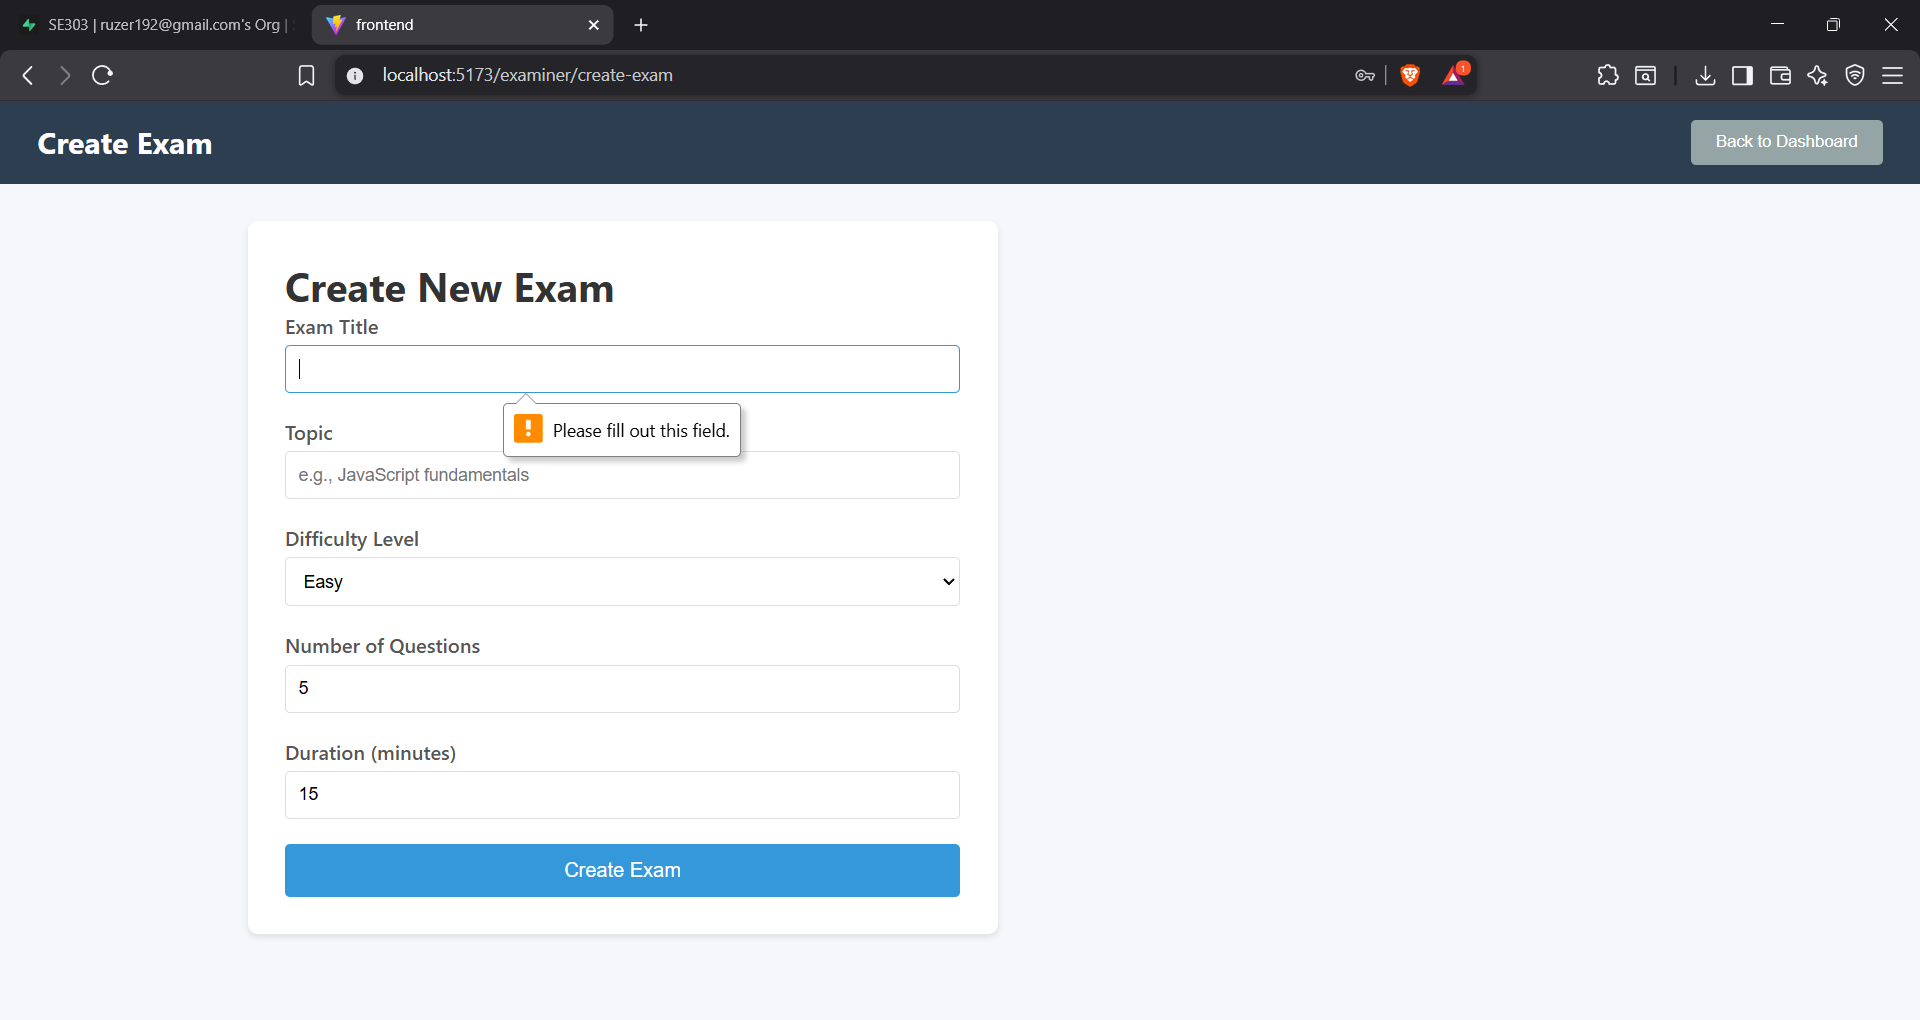 SE303 | ruzer192@gmail.com's Org |
frontend
localhost:5173/examiner/create-exam
1
Create Exam
Back to Dashboard
Create New Exam
Exam Title
Please fill out this field.
Topic
e.g., JavaScript fundamentals
Difficulty Level
Easy
Number of Questions
5
Duration (minutes)
15
Create Exam